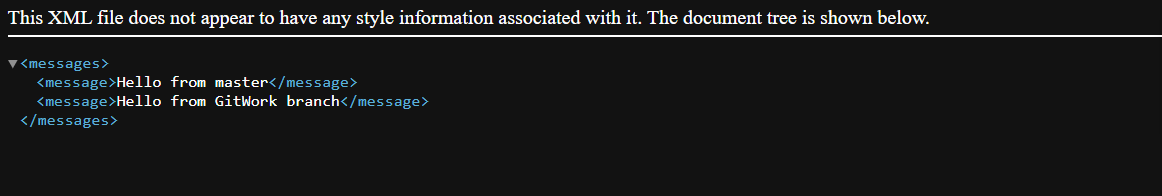 This XML file does not appear to have any style information associated with it. The document tree is shown below.
<messages>
<message>Hello from master</message>
<message>Hello from GitWork branch</message>
</messages>